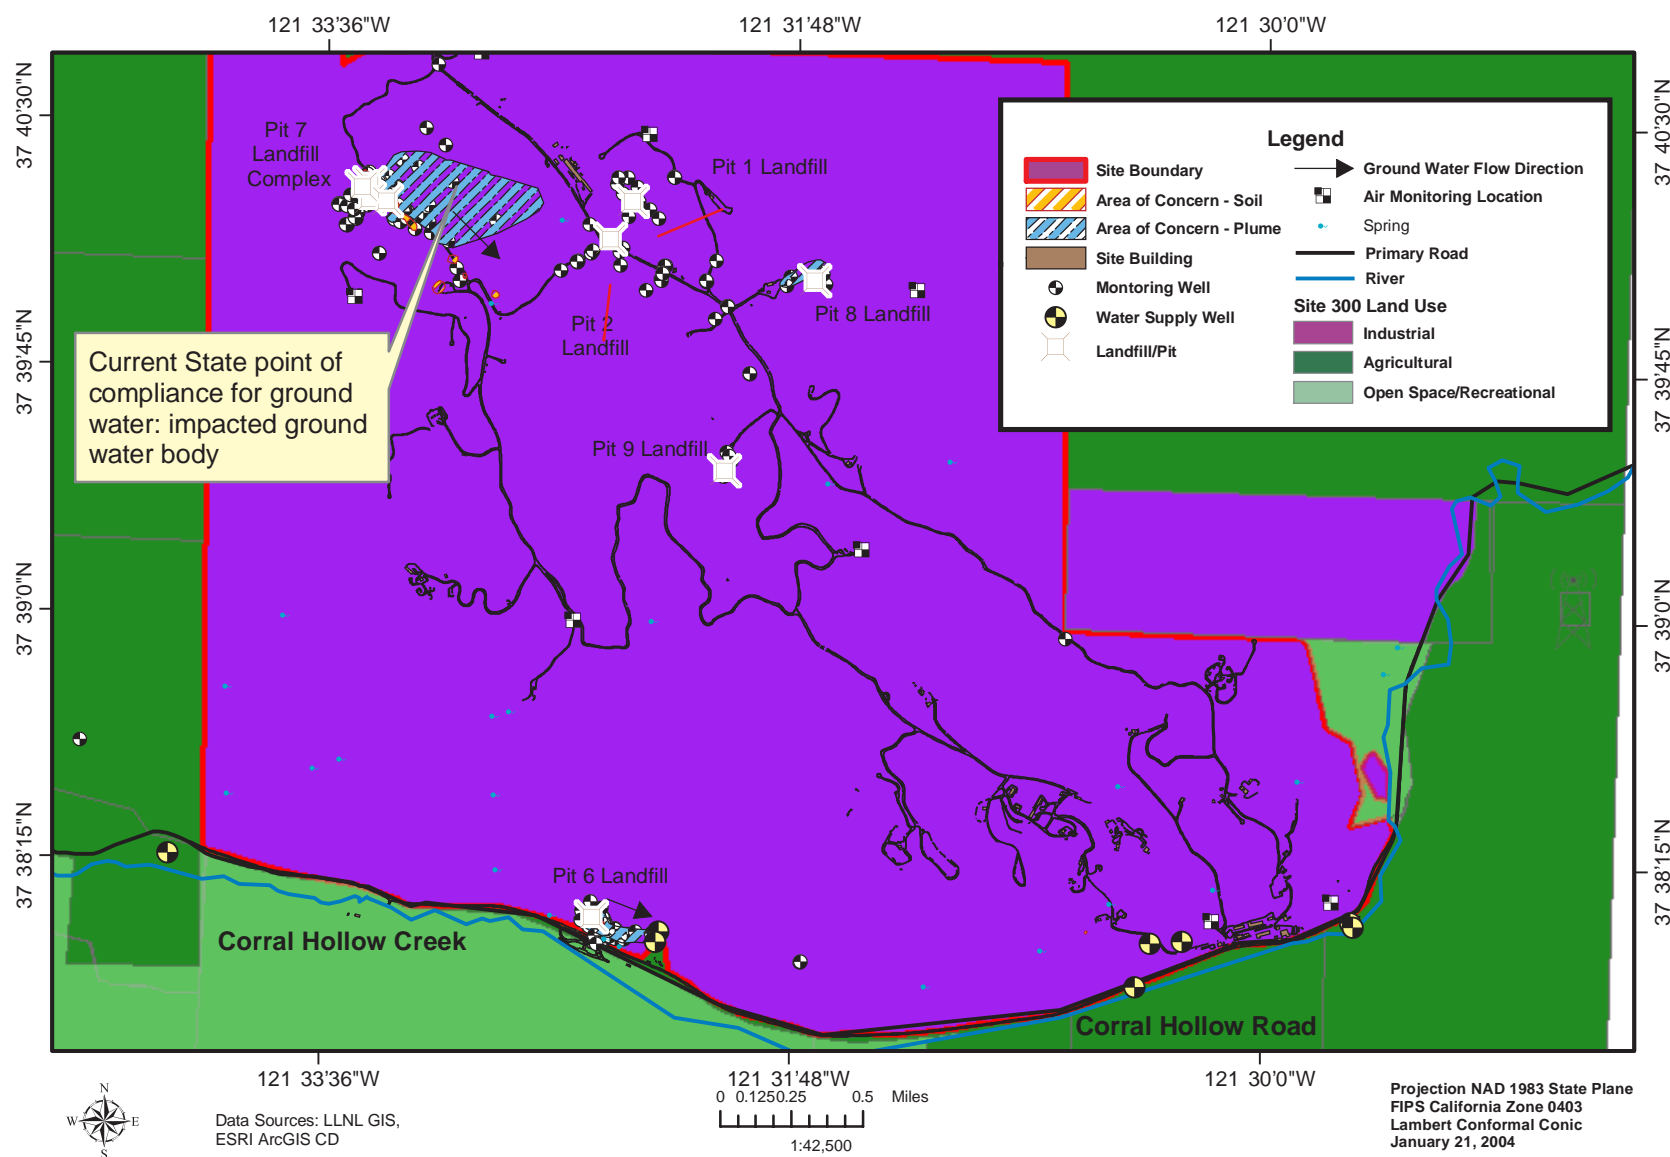 121 33'36"W
121 31'48"W
121 30'0"W
37 40'30"N
37 39'45"N
37 39'0"N
37 38'15"N
37 40'30"N
37 39'45"N
37 39'0"N
37 38'15"N
Pit 7
Landfill
Complex
Pit 1 Landfill
Pit 2
Landfill
Pit 8 Landfill
Pit 9 Landfill
Current State point of
compliance for ground
water: impacted ground
water body
Legend
Site Boundary
Area of Concern - Soil
Area of Concern - Plume
Site Building
Montoring Well
Water Supply Well
Landfill/Pit
Ground Water Flow Direction
Air Monitoring Location
Spring
Primary Road
River
Site 300 Land Use
Industrial
Agricultural
Open Space/Recreational
Pit 6 Landfill
Corral Hollow Creek
Corral Hollow Road
121 33'36"W
121 31'48"W
121 30'0"W
N
W
E
S
Data Sources: LLNL GIS,
ESRI ArcGIS CD
0 0.125 0.25 0.5 Miles
1:42,500
Projection NAD 1983 State Plane
FIPS California Zone 0403
Lambert Conformal Conic
January 21, 2004